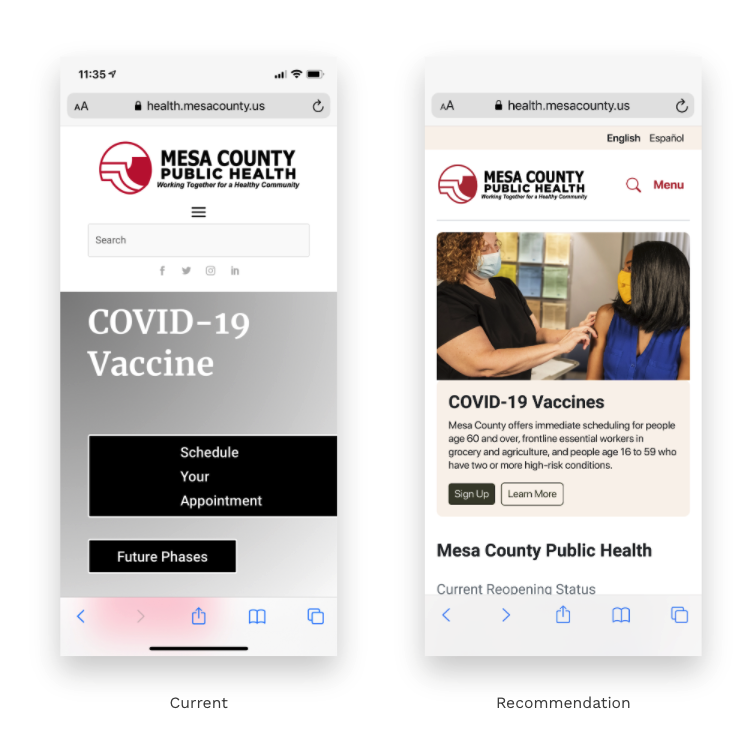 11:35
AA health.mesacounty.us
MESA COUNTY
PUBLIC HEALTH
Working Together for a Healthy Community
Search
COVID-19
Vaccine
Schedule
Your
Appointment
Future Phases
Current
AA health.mesacounty.us
English Español
MESA COUNTY
PUBLIC HEALTH
Working Together for a Healthy Community
Menu
COVID-19 Vaccines
Mesa County offers immediate scheduling for people
age 60 and over, frontline essential workers in
grocery and agriculture, and people age 16 to 59 who
have two or more high-risk conditions.
Sign Up Learn More
Mesa County Public Health
Current Reopening Status
Recommendation